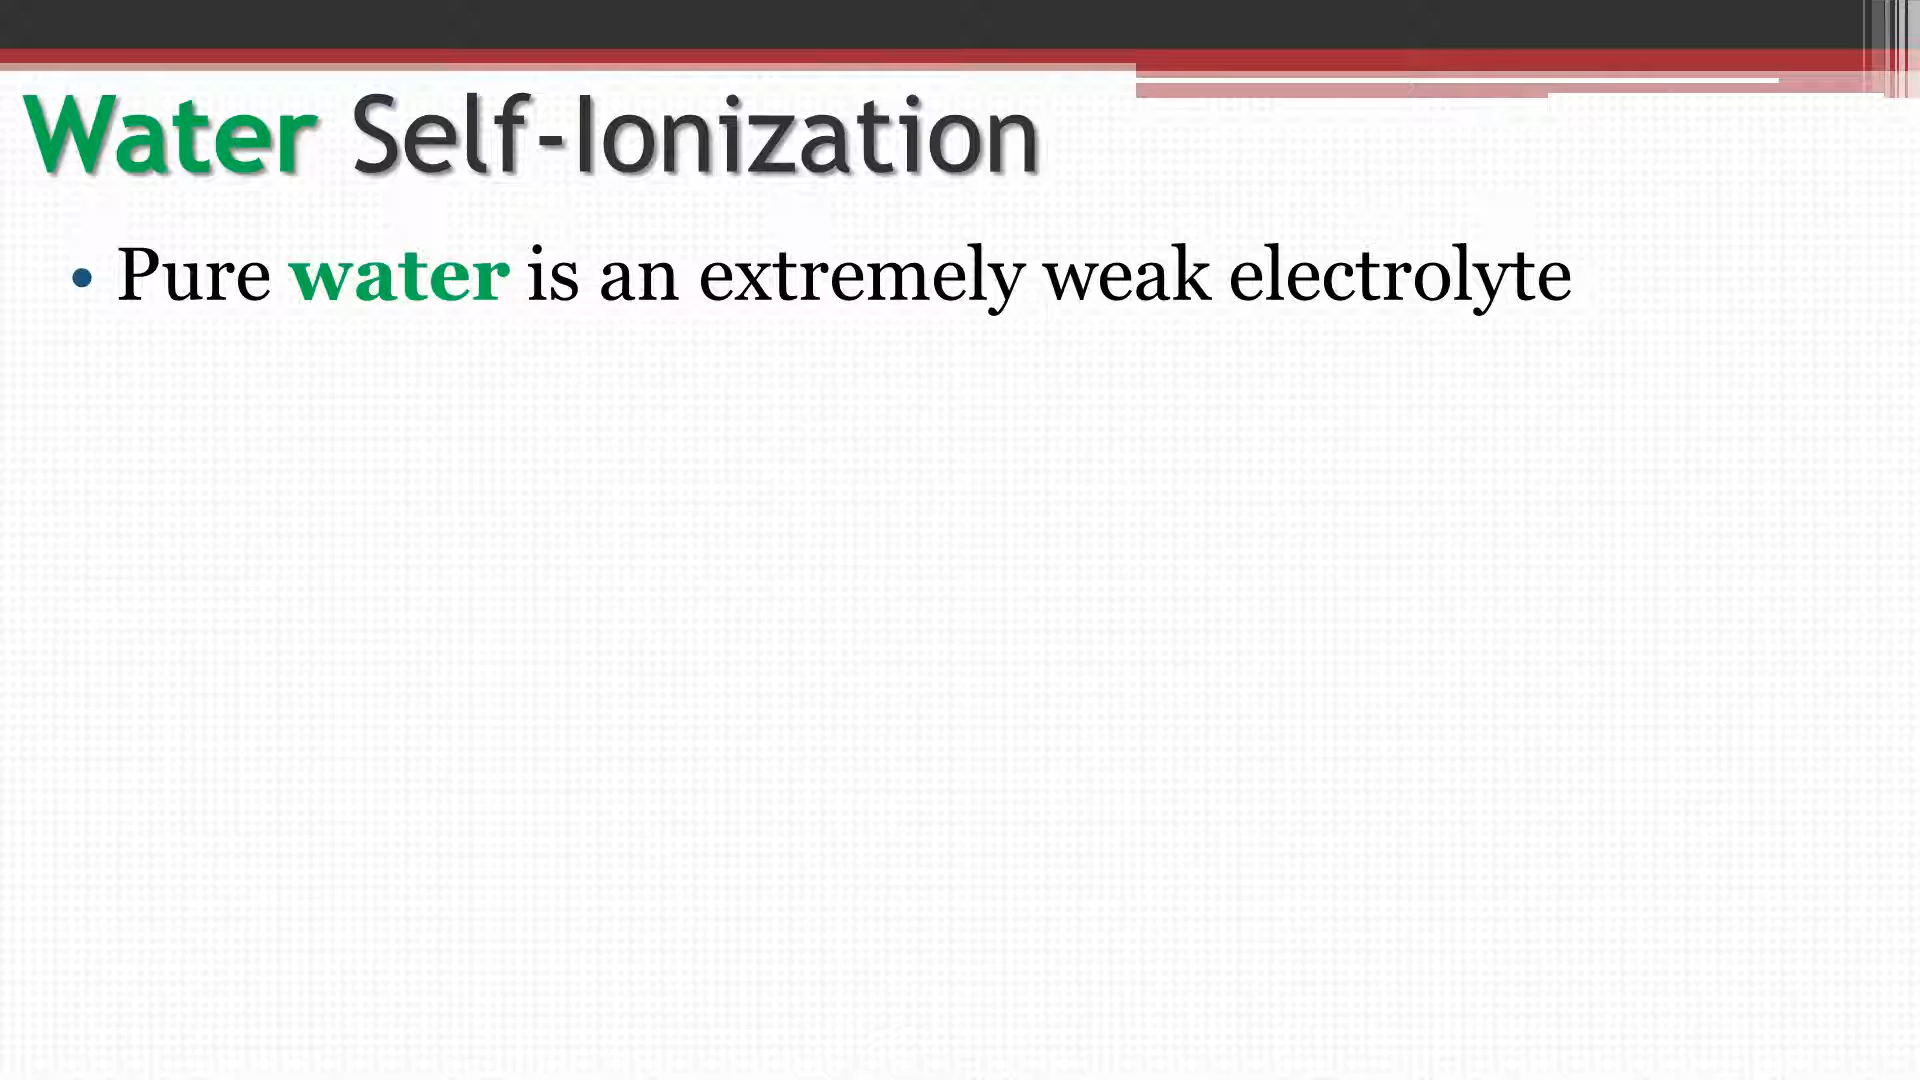 Water Self-Ionization
• Pure water is an extremely weak electrolyte